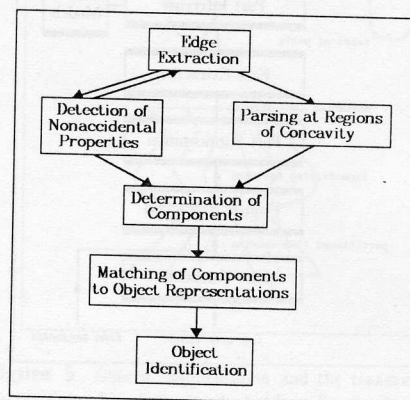 Edge
Extraction
Detection of
Nonaccidental
Properties
Parsing at Regions
of Concavity
Determination of
Components
Matching of Components
to Object Representations
Object
Identification